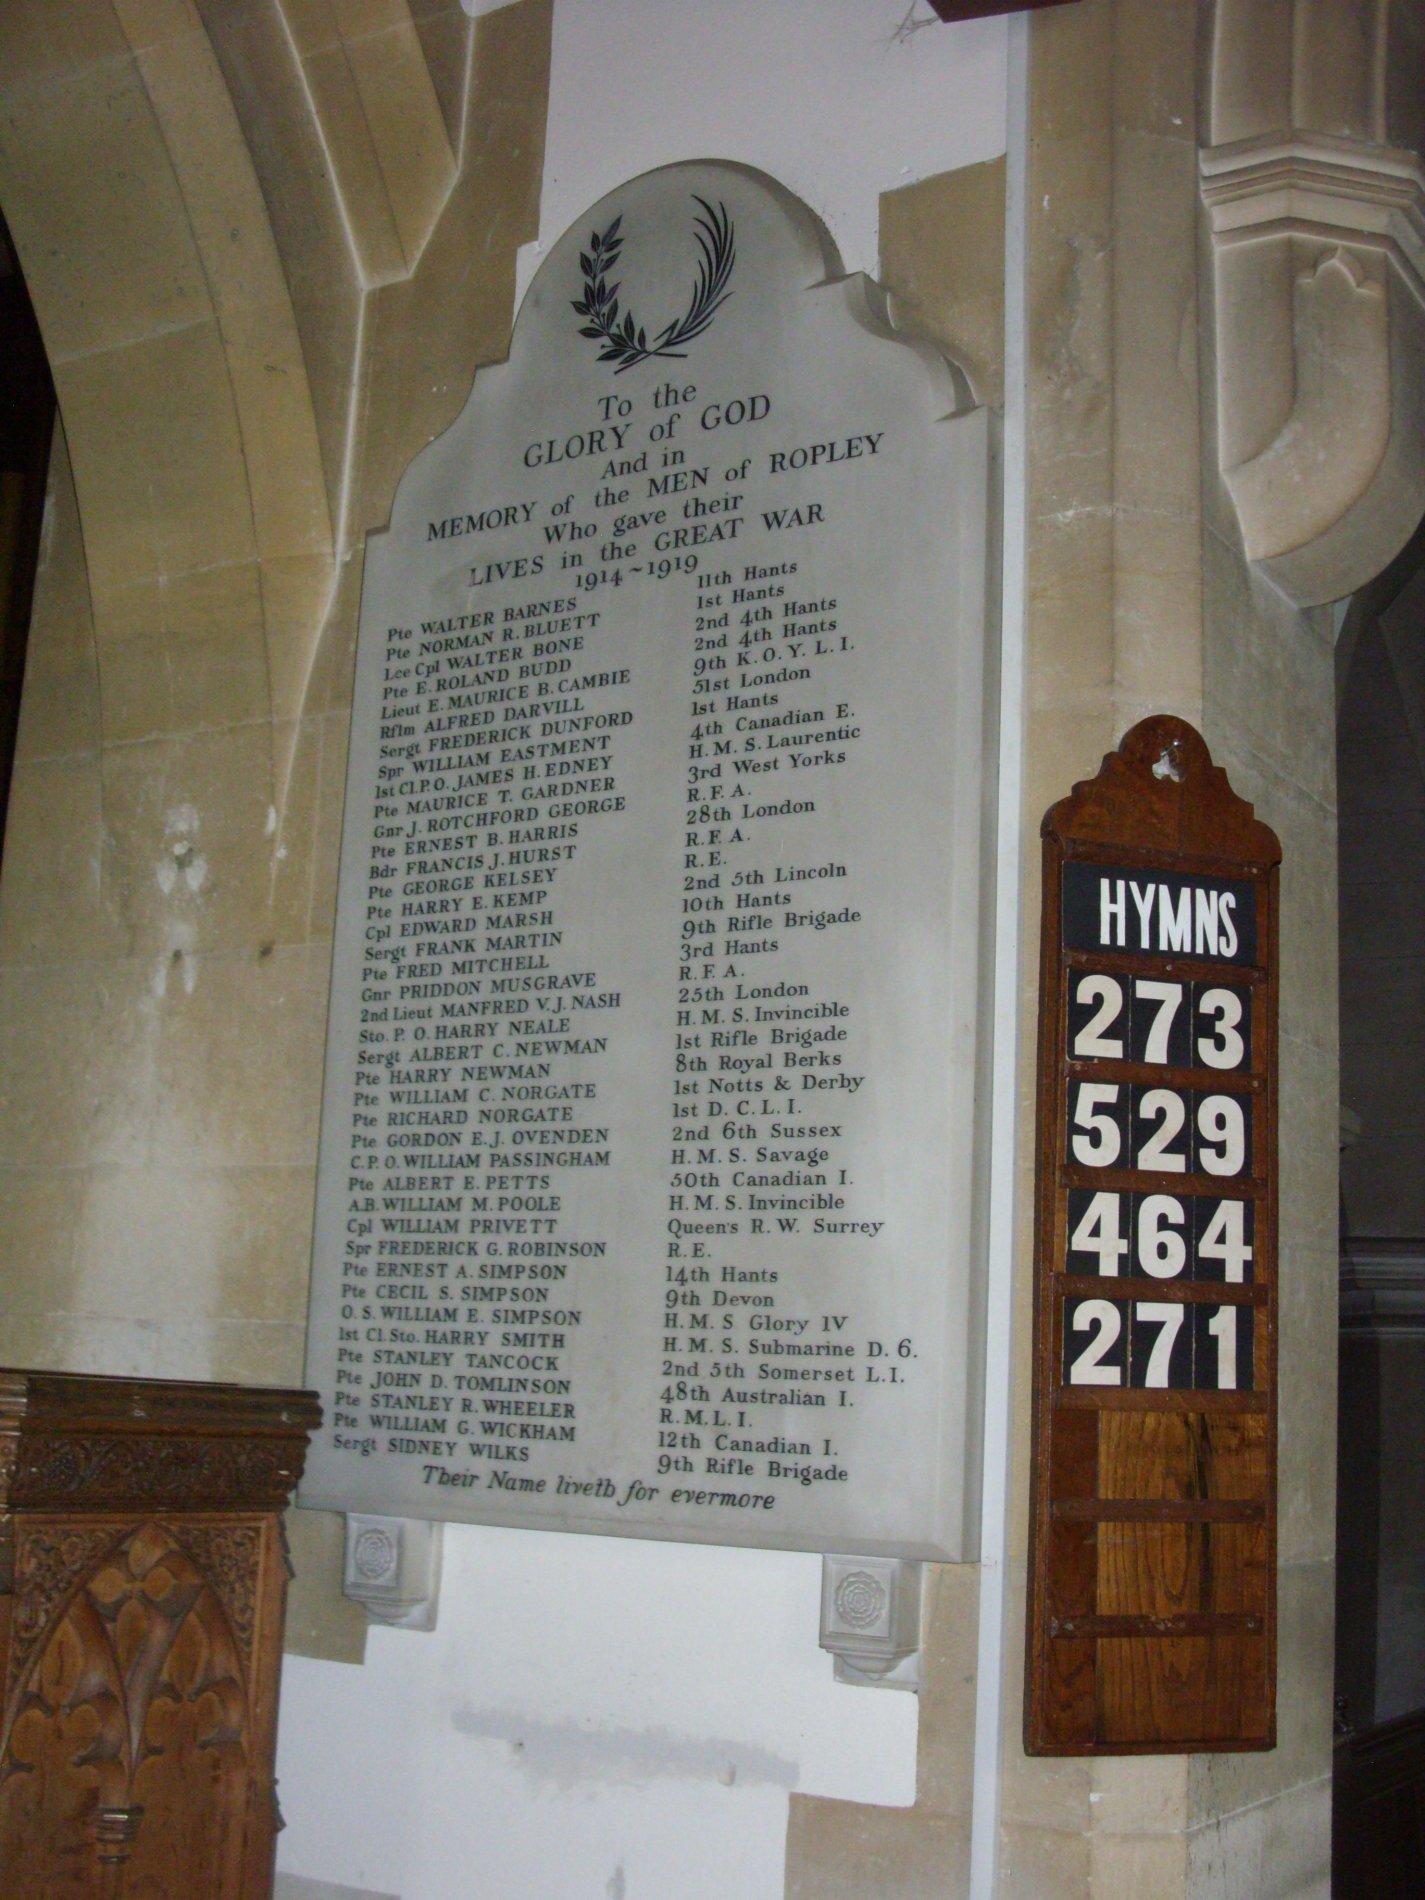 To the
GLORY of GOD
And in
MEMORY of the MEN of ROPLEY
Who gave their
LIVES in the GREAT WAR
1914~1919
Pte WALTER BARNES 11th Hants
Pte NORMAN R. BLUETT 1st Hants
Lce Cpl WALTER BONE 2nd 4th Hants
Pte E. ROLAND BUDD 2nd 4th Hants
Lieut E. MAURICE B. CAMBIE 9th K. O. Y. L. I.
Rflm ALFRED DARVILL 51st London
Sergt FREDERICK DUNFORD 1st Hants
Spr WILLIAM EASTMENT 4th Canadian E.
1st Cl. P. O. JAMES H. EDNEY H. M. S. Laurentic
Pte MAURICE T. GARDNER 3rd West Yorks
Gnr J. ROTCHFORD GEORGE R. F. A.
Pte ERNEST B. HARRIS 28th London
Bdr FRANCIS J. HURST R. F. A.
Pte GEORGE KELSEY R. E.
Pte HARRY E. KEMP 2nd 5th Lincoln
Cpl EDWARD MARSH 10th Hants
Sergt FRANK MARTIN 9th Rifle Brigade
Pte FRED MITCHELL 3rd Hants
Gnr PRIDDON MUSGRAVE R. F. A.
2nd Lieut MANFRED V. J. NASH 25th London
Sto. P. O. HARRY NEALE H. M. S. Invincible
Sergt ALBERT C. NEWMAN 1st Rifle Brigade
Pte HARRY NEWMAN 8th Royal Berks
Pte WILLIAM C. NORGATE 1st Notts & Derby
Pte RICHARD NORGATE 1st D. C. L. I.
Pte GORDON E. J. OVENDEN 2nd 6th Sussex
C. P. O. WILLIAM PASSINGHAM H. M. S. Savage
Pte ALBERT E. PETTS 50th Canadian I.
A.B. WILLIAM M. POOLE H. M. S. Invincible
Cpl WILLIAM PRIVETT Queen's R. W. Surrey
Spr FREDERICK G. ROBINSON R. E.
Pte ERNEST A. SIMPSON 14th Hants
Pte CECIL S. SIMPSON 9th Devon
O. S. WILLIAM E. SIMPSON H. M. S Glory 1V
1st Cl. Sto. HARRY SMITH H. M. S. Submarine D. 6.
Pte STANLEY TANCOCK 2nd 5th Somerset L. I.
Pte JOHN D. TOMLINSON 48th Australian I.
Pte STANLEY R. WHEELER R. M. L. I.
Pte WILLIAM G. WICKHAM 12th Canadian I.
Sergt SIDNEY WILKS 9th Rifle Brigade
Their Name liveth for evermore
HYMNS
273
529
464
271